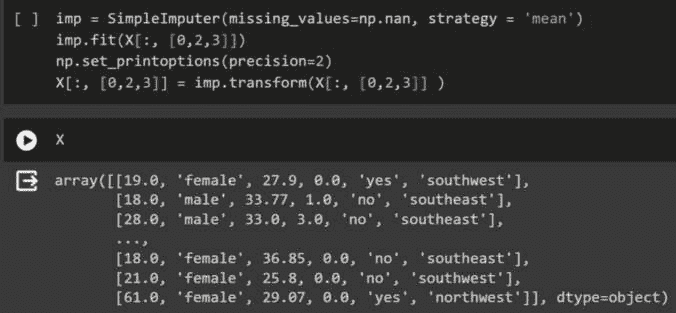 [ ] imp = SimpleImputer(missing_values=np.nan, strategy = 'mean')
imp.fit(X[:, [0,2,3]])
np.set_printoptions(precision=2)
X[:, [0,2,3]] = imp.transform(X[:, [0,2,3]] )
X
array([[19.0, 'female', 27.9, 0.0, 'yes', 'southwest'],
[18.0, 'male', 33.77, 1.0, 'no', 'southeast'],
[28.0, 'male', 33.0, 3.0, 'no', 'southeast'],
...,
[18.0, 'female', 36.85, 0.0, 'no', 'southeast'],
[21.0, 'female', 25.8, 0.0, 'no', 'southwest'],
[61.0, 'female', 29.07, 0.0, 'yes', 'northwest']], dtype=object)